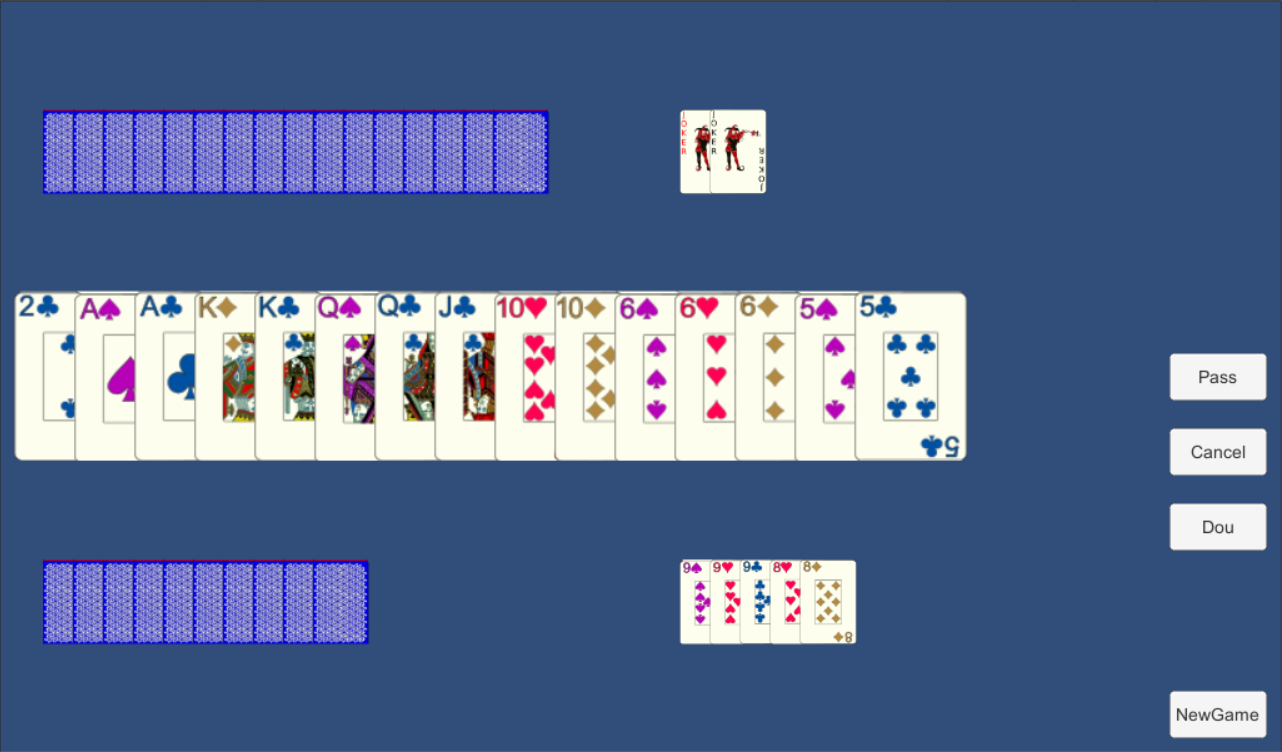 JOKER
JOKER
JOKER
2♣ A♠ A♣ K♦ K♣ Q♠ Q♣ J♣ 10♥ 10♦ 6♠ 6♥ 6♦ 5♠ 5♣
5♣
Pass
Cancel
Dou
9♠ 9♥ 9♣ 8♥ 8♦
8♦
NewGame